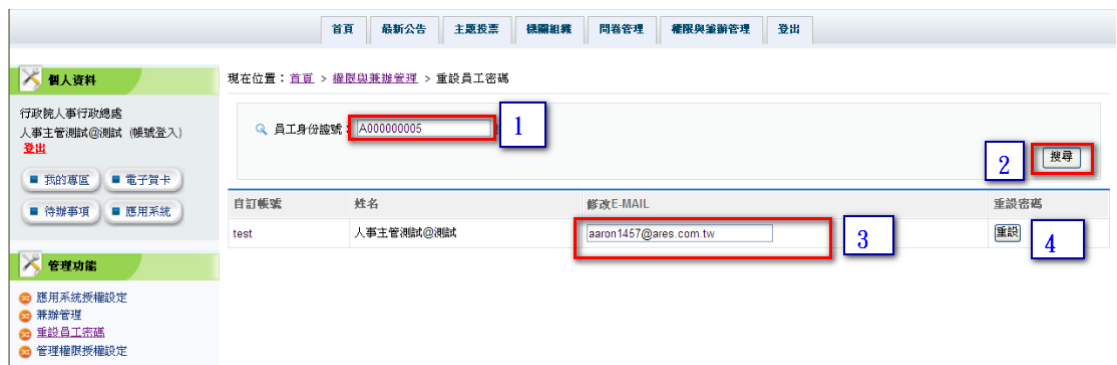 首頁 最新公告 主題投票 機關組織 問卷管理 權限與兼辦管理 登出
個人資料
行政院人事行政總處
人事主管測試@測試 (帳號登入)
登出
我的專區 電子賀卡
待辦事項 應用系統
管理功能
應用系統授權設定
兼辦管理
重設員工密碼
管理權限授權設定
現在位置：首頁 > 權限與兼辦管理 > 重設員工密碼
員工身份證號： A000000005 1
2 搜尋
自訂帳號 姓名 修改E-MAIL 重設密碼
test 人事主管測試@測試 aaron1457@ares.com.tw 3 重設 4